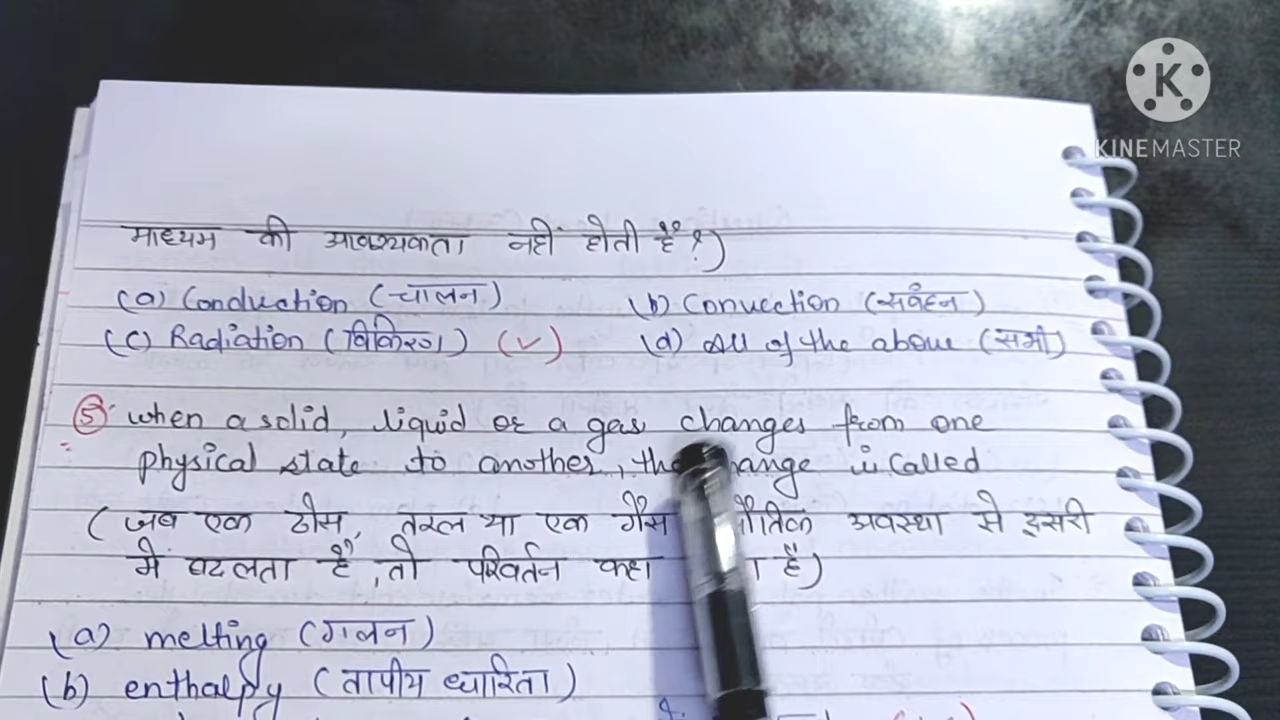 KINEMASTER
माध्यम की आवश्यकता नहीं होती है?)
(a) Conduction (चालन) (b) Convection (संवहन)
(c) Radiation (विकिरण) (✓) (d) All of the above (सभी)
5 when a solid, liquid or a gas changes from one
physical state to another, the change is called
(जब एक ठोस, तरल या एक गैस अवस्था से दूसरी
में बदलता है, तो परिवर्तन कहा है)
(a) melting (गलन)
(b) enthalpy (तापीय धारिता)